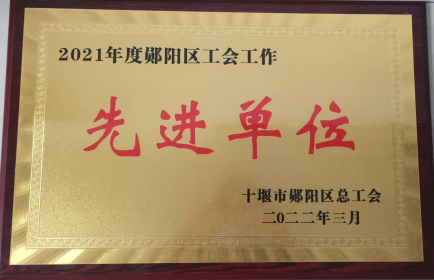 2021年度郧阳区工会工作
先进单位
十堰市郧阳区总工会
二〇二二年三月